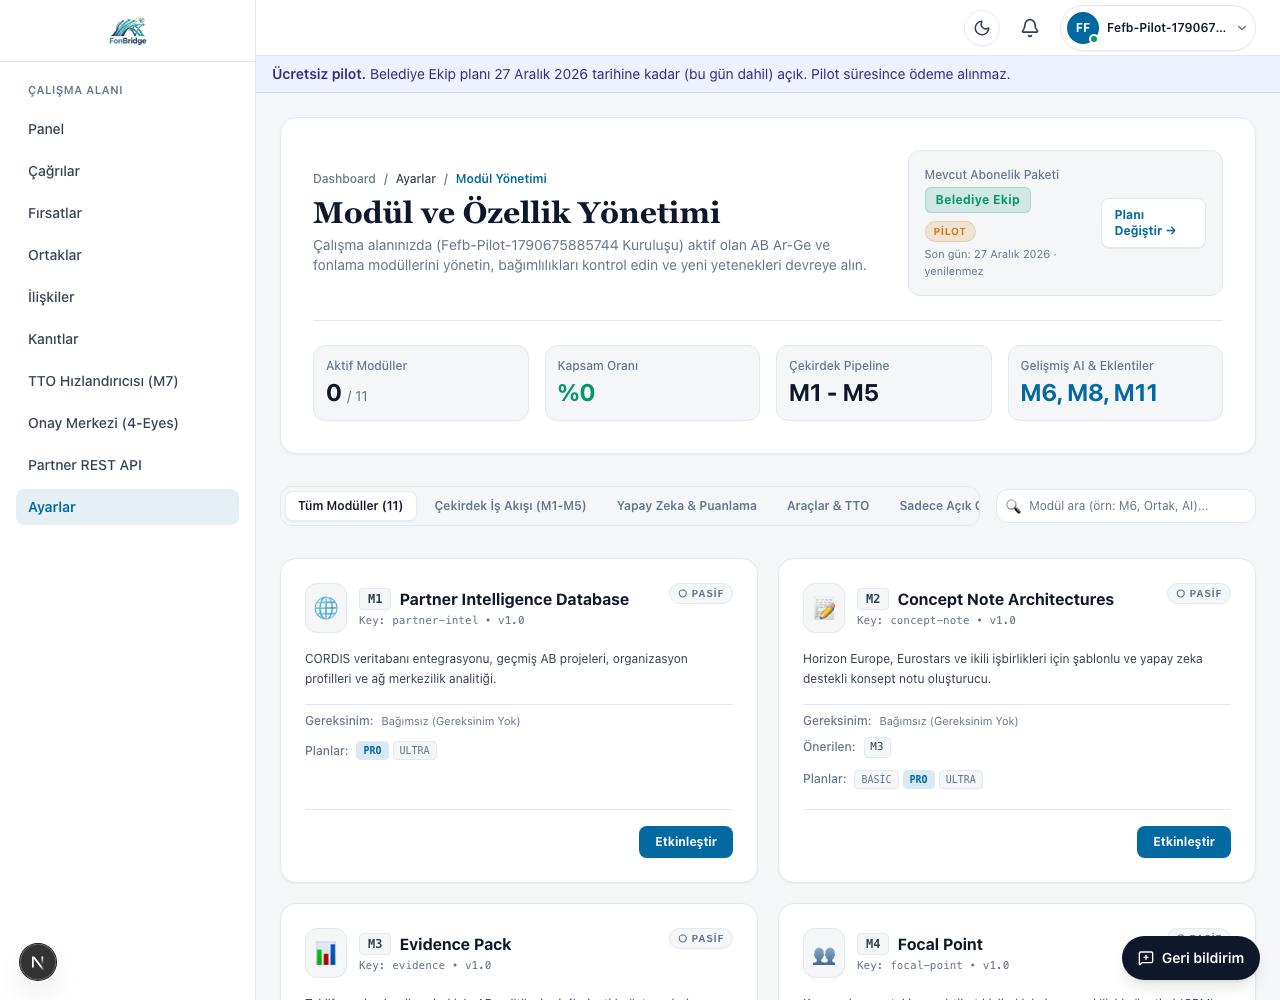 FonBridge
FF
Fefb-Pilot-179067...
Ücretsiz pilot. Belediye Ekip planı 27 Aralık 2026 tarihine kadar (bu gün dahil) açık. Pilot süresince ödeme alınmaz.
ÇALIŞMA ALANI
Panel
Çağrılar
Fırsatlar
Ortaklar
İlişkiler
Kanıtlar
TTO Hızlandırıcısı (M7)
Onay Merkezi (4-Eyes)
Partner REST API
Ayarlar
N
Dashboard / Ayarlar / Modül Yönetimi
Modül ve Özellik Yönetimi
Çalışma alanınızda (Fefb-Pilot-1790675885744 Kuruluşu) aktif olan AB Ar-Ge ve
fonlama modüllerini yönetin, bağımlılıkları kontrol edin ve yeni yetenekleri devreye alın.
Mevcut Abonelik Paketi
Belediye Ekip
PİLOT
Son gün: 27 Aralık 2026 ·
yenilenmez
Planı
Değiştir →
Aktif Modüller
0 / 11
Kapsam Oranı
%0
Çekirdek Pipeline
M1 - M5
Gelişmiş AI & Eklentiler
M6, M8, M11
Tüm Modüller (11)
Çekirdek İş Akışı (M1-M5)
Yapay Zeka & Puanlama
Araçlar & TTO
Sadece Açık
Modül ara (örn: M6, Ortak, AI)...
M1 Partner Intelligence Database
PASİF
Key: partner-intel • v1.0
CORDIS veritabanı entegrasyonu, geçmiş AB projeleri, organizasyon
profilleri ve ağ merkezilik analitiği.
Gereksinim: Bağımsız (Gereksinim Yok)
Planlar: PRO ULTRA
Etkinleştir
M2 Concept Note Architectures
PASİF
Key: concept-note • v1.0
Horizon Europe, Eurostars ve ikili işbirlikleri için şablonlu ve yapay zeka
destekli konsept notu oluşturucu.
Gereksinim: Bağımsız (Gereksinim Yok)
Önerilen: M3
Planlar: BASİC PRO ULTRA
Etkinleştir
M3 Evidence Pack
PASİF
Key: evidence • v1.0
M4 Focal Point
Key: focal-point • v1.0
Geri bildirim